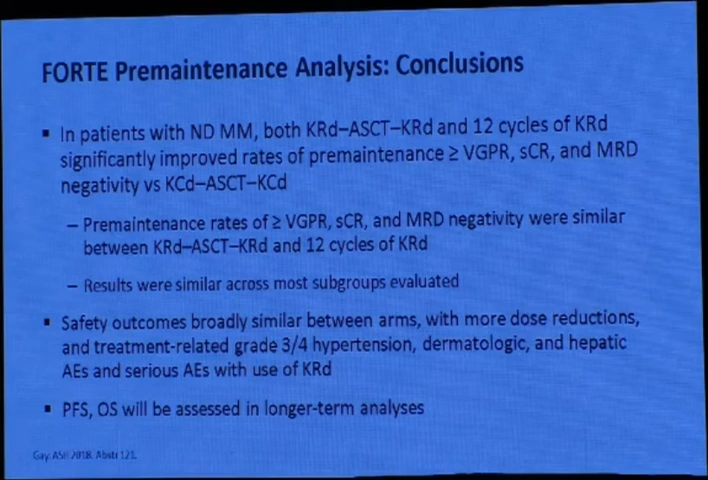 FORTE Premaintenance Analysis: Conclusions
▪ In patients with ND MM, both KRd–ASCT–KRd and 12 cycles of KRd
significantly improved rates of premaintenance ≥ VGPR, sCR, and MRD
negativity vs KCd–ASCT–KCd
– Premaintenance rates of ≥ VGPR, sCR, and MRD negativity were similar
between KRd–ASCT–KRd and 12 cycles of KRd
– Results were similar across most subgroups evaluated
▪ Safety outcomes broadly similar between arms, with more dose reductions,
and treatment-related grade 3/4 hypertension, dermatologic, and hepatic
AEs and serious AEs with use of KRd
▪ PFS, OS will be assessed in longer-term analyses
Gay. 2018. 121.